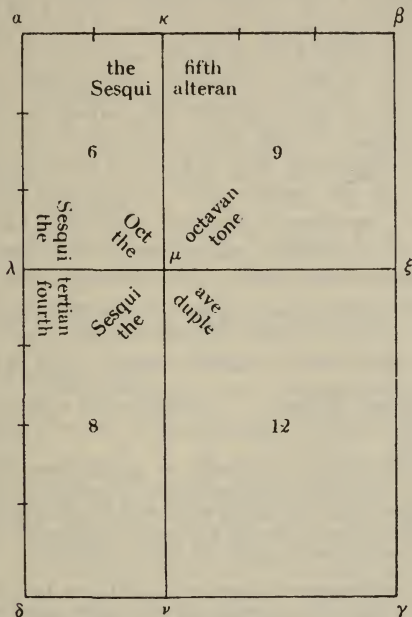 α κ β
the fifth
Sesqui alteran
6 9
the Sesqui
the Oct
octavan
tone
λ μ ξ
fourth tertian
the Sesqui
ave
duple
8 12
δ ν γ